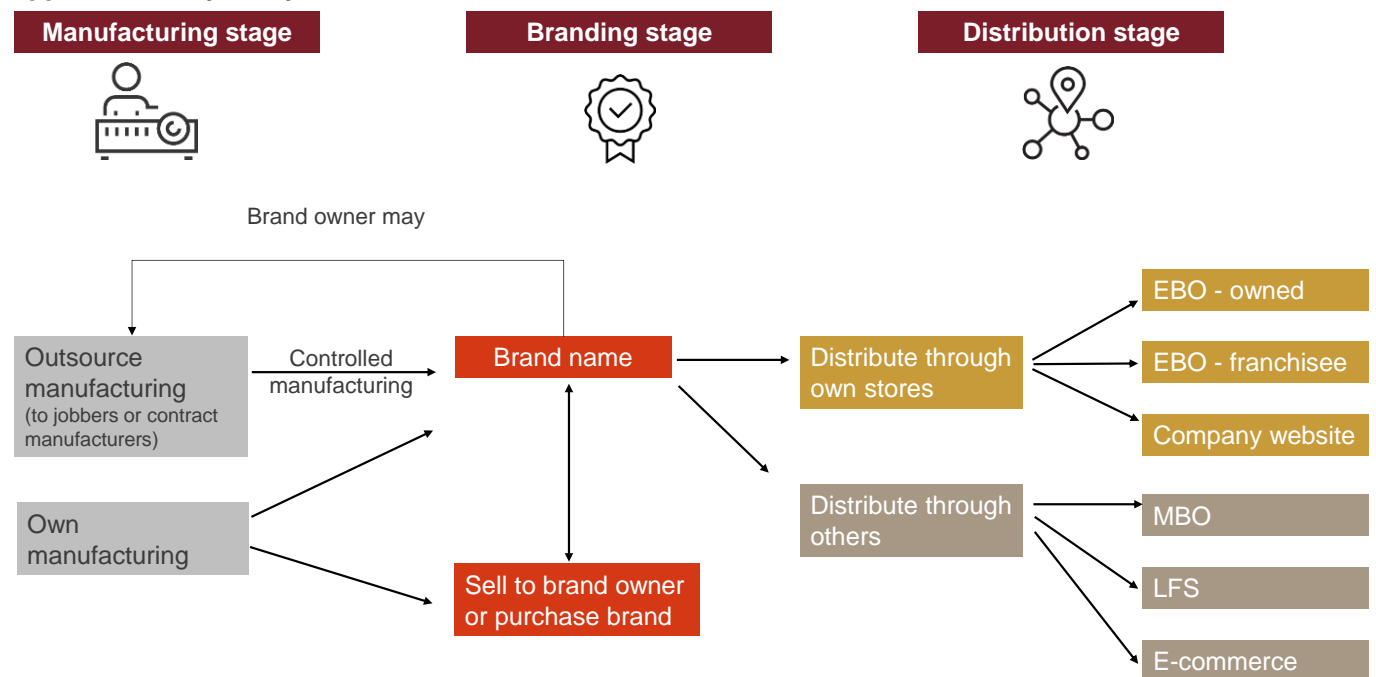 Manufacturing stage
Branding stage
Distribution stage
Brand owner may
Outsource
manufacturing
(to jobbers or contract
manufacturers)
Controlled
manufacturing
Brand name
Distribute through
own stores
EBO - owned
EBO - franchisee
Company website
Own
manufacturing
Sell to brand owner
or purchase brand
Distribute through
others
MBO
LFS
E-commerce